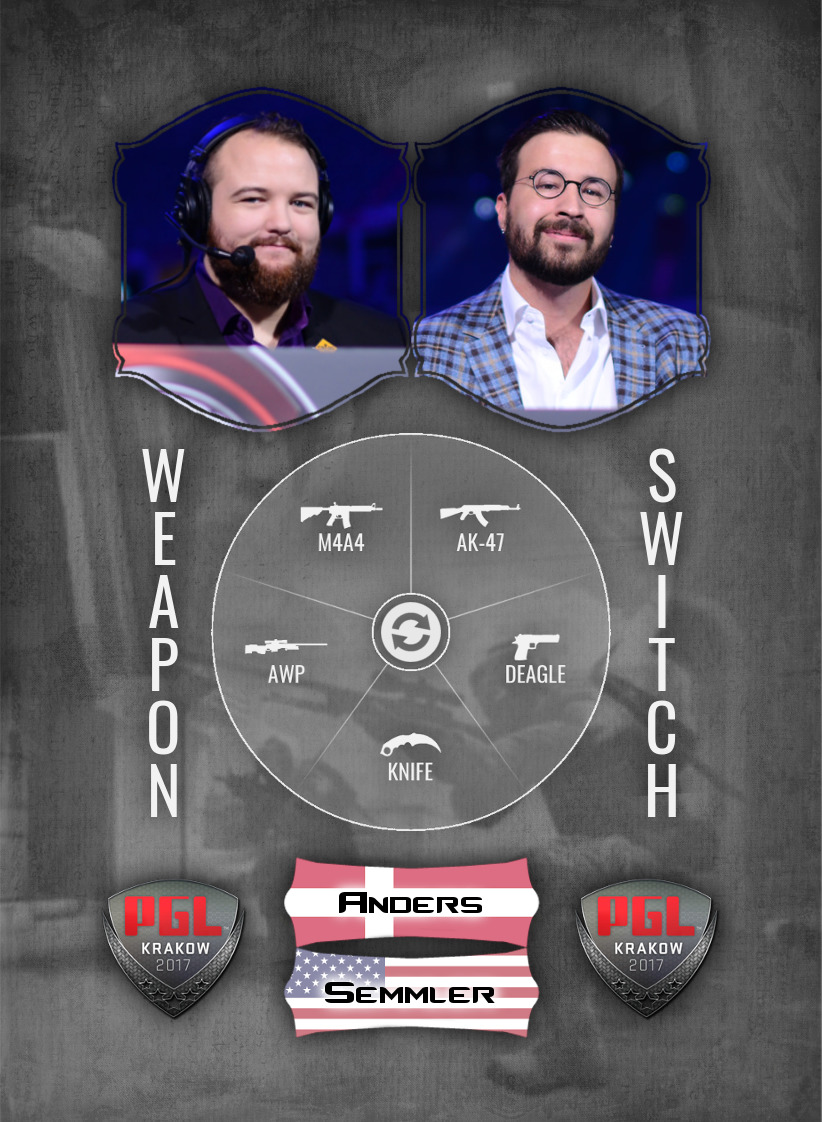 WEAPON
SWITCH
M4A4
AK-47
AWP
DEAGLE
KNIFE
PGL
KRAKOW
2017
ANDERS
SEMMLER
PGL
KRAKOW
2017